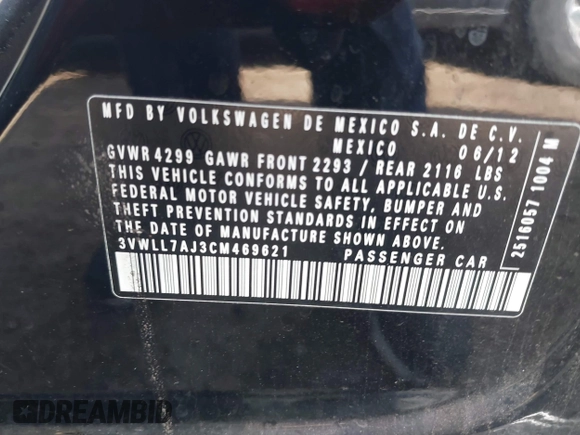 MFD BY VOLKSWAGEN DE MEXICO S.A. DE C.V.
MEXICO 06/12
GVWR 4299 GAWR FRONT 2293 / REAR 2116 LBS
THIS VEHICLE CONFORMS TO ALL APPLICABLE U.S.
FEDERAL MOTOR VEHICLE SAFETY, BUMPER AND
THEFT PREVENTION STANDARDS IN EFFECT ON
THE DATE OF MANUFACTURE SHOWN ABOVE.
3VWLL7AJ3CM469621 PASSENGER CAR
2516057 1004 M
DREAMBID